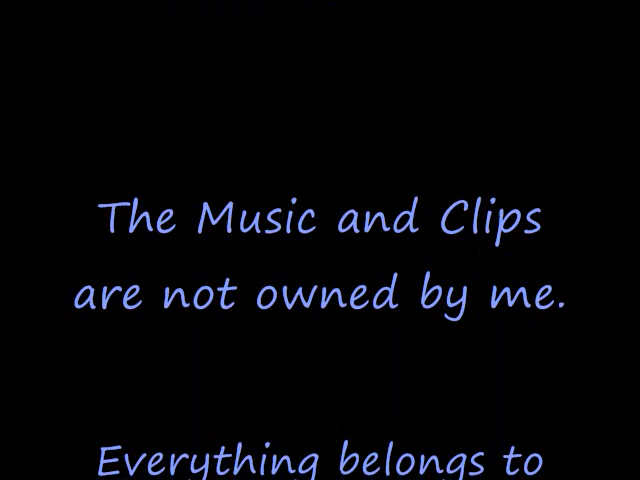 The Music and Clips
are not owned by me.
Everything belongs to